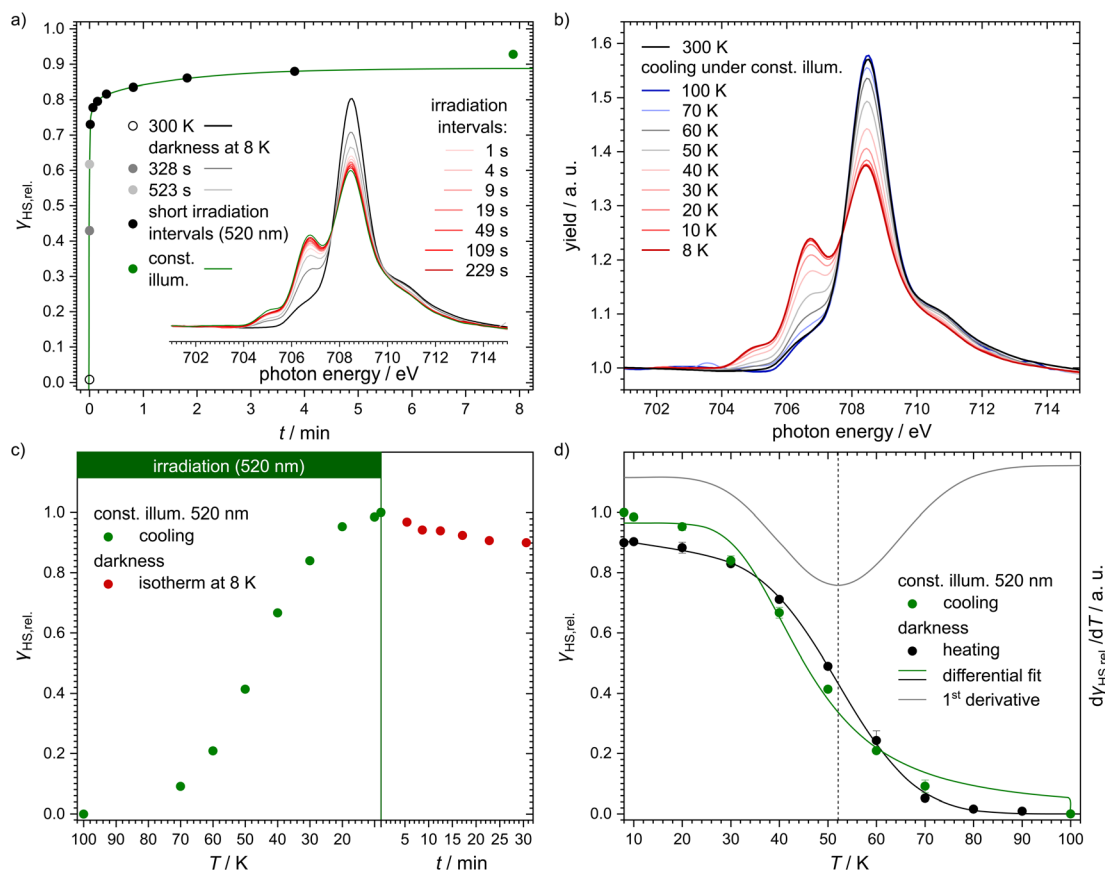 a)
γHS,rel.
1.0
0.9
0.8
0.7
0.6
0.5
0.4
0.3
0.2
0.1
0.0
0 1 2 3 4 5 6 7 8
t / min
300 K
darkness at 8 K
328 s
523 s
short irradiation
intervals (520 nm)
const.
illum.
irradiation
intervals:
1 s
4 s
9 s
19 s
49 s
109 s
229 s
702 704 706 708 710 712 714
photon energy / eV
b)
yield / a. u.
1.6
1.5
1.4
1.3
1.2
1.1
1.0
300 K
cooling under const. illum.
100 K
70 K
60 K
50 K
40 K
30 K
20 K
10 K
8 K
702 704 706 708 710 712 714
photon energy / eV
c)
irradiation (520 nm)
γHS,rel.
1.0
0.8
0.6
0.4
0.2
0.0
const. illum. 520 nm
cooling
darkness
isotherm at 8 K
100 90 80 70 60 50 40 30 20 5 10 15 20 25 30
T / K t / min
d)
γHS,rel.
1.0
0.8
0.6
0.4
0.2
0.0
const. illum. 520 nm
cooling
darkness
heating
differential fit
1st derivative
dγHS,rel./dT / a. u.
10 20 30 40 50 60 70 80 90 100
T / K